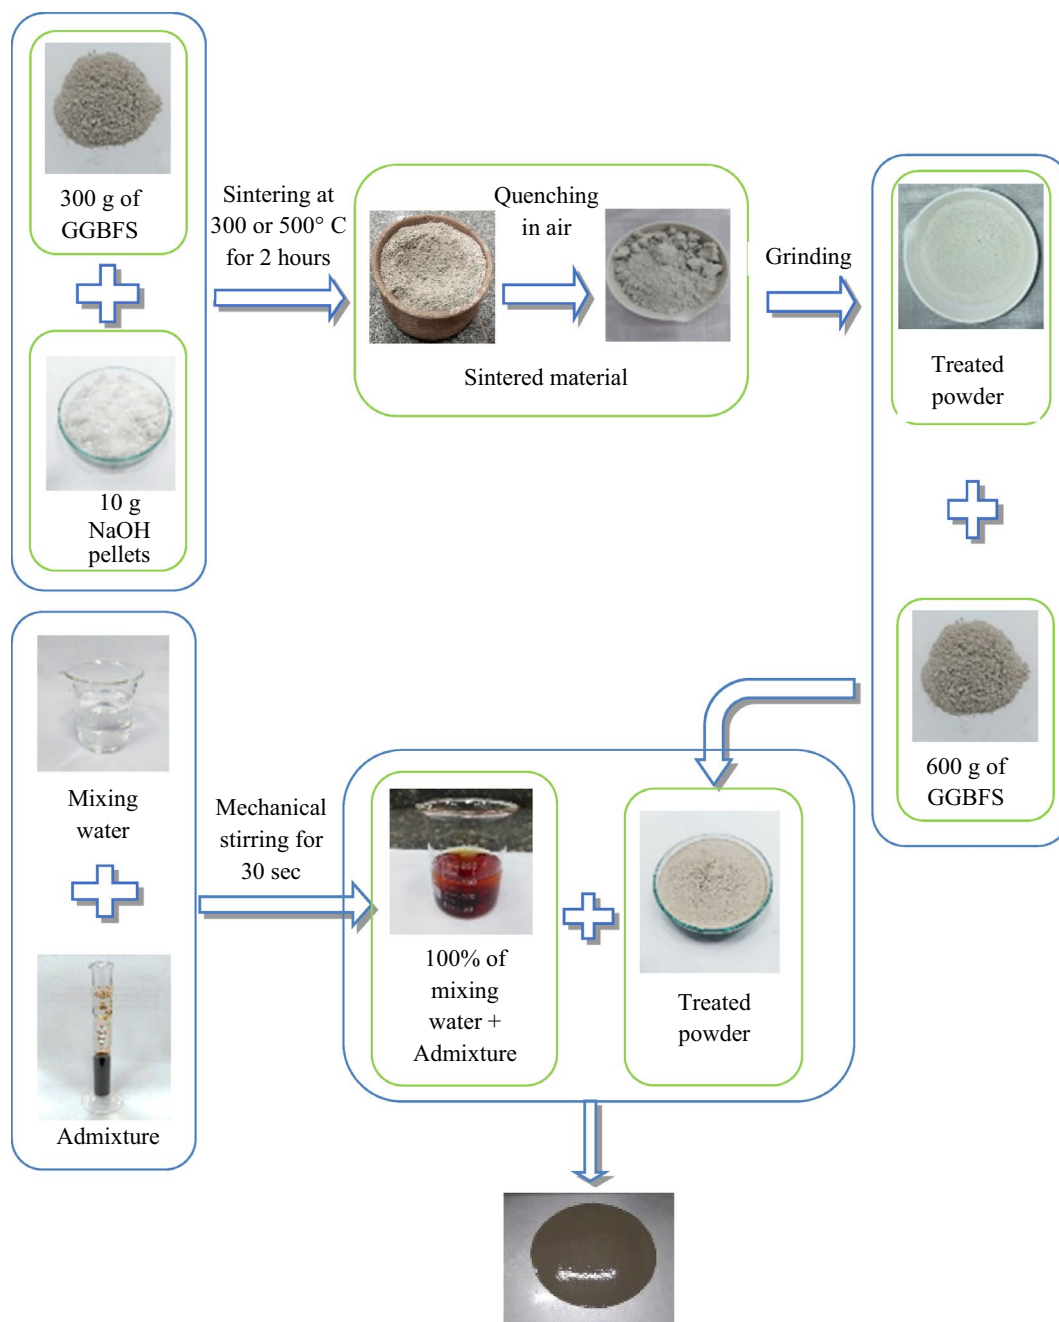 300 g of
GGBFS
10 g
NaOH
pellets
Sintering at
300 or 500° C
for 2 hours
Quenching
in air
Sintered material
Grinding
Treated
powder
600 g of
GGBFS
Mixing
water
Admixture
Mechanical
stirring for
30 sec
100% of
mixing
water +
Admixture
Treated
powder